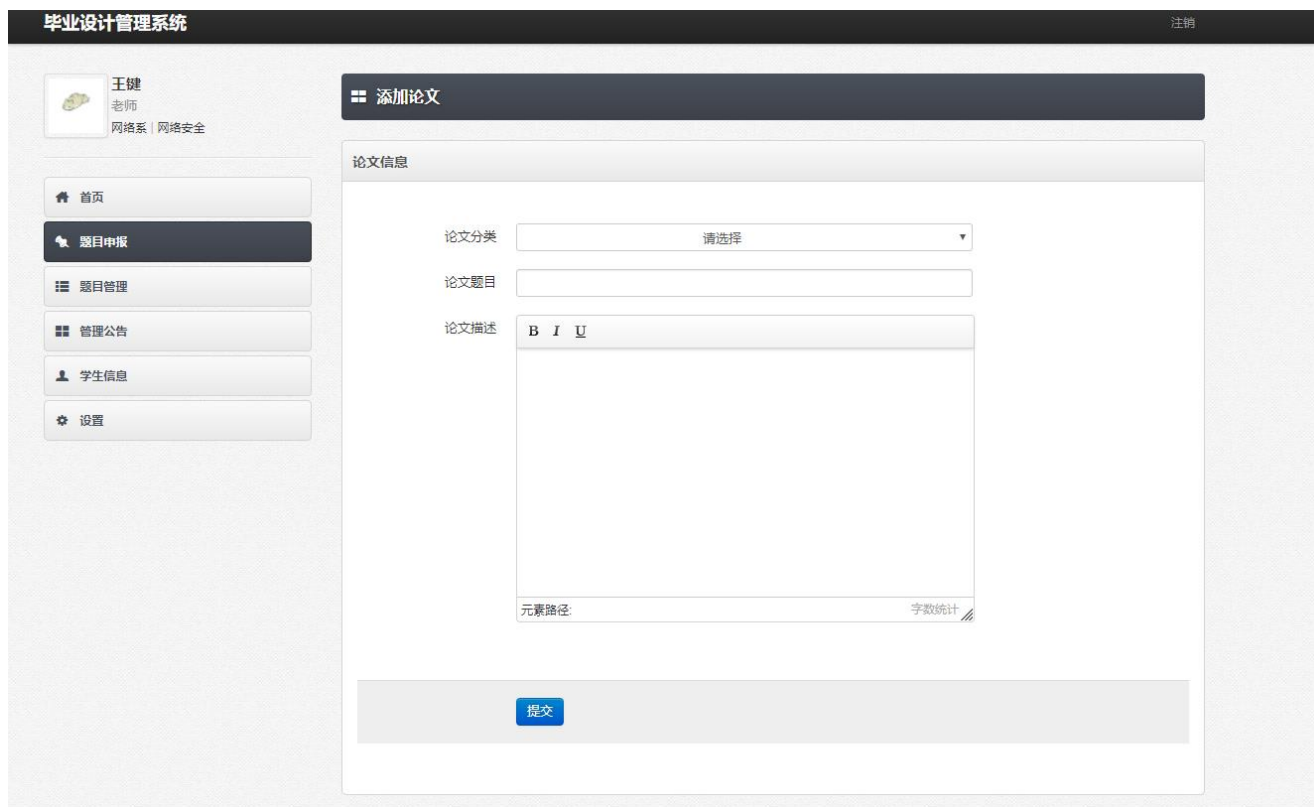 毕业设计管理系统
注销
王键
老师
网络系 | 网络安全
首页
题目申报
题目管理
管理公告
学生信息
设置
添加论文
论文信息
论文分类
请选择
论文题目
论文描述
B I U
元素路径:
字数统计
提交